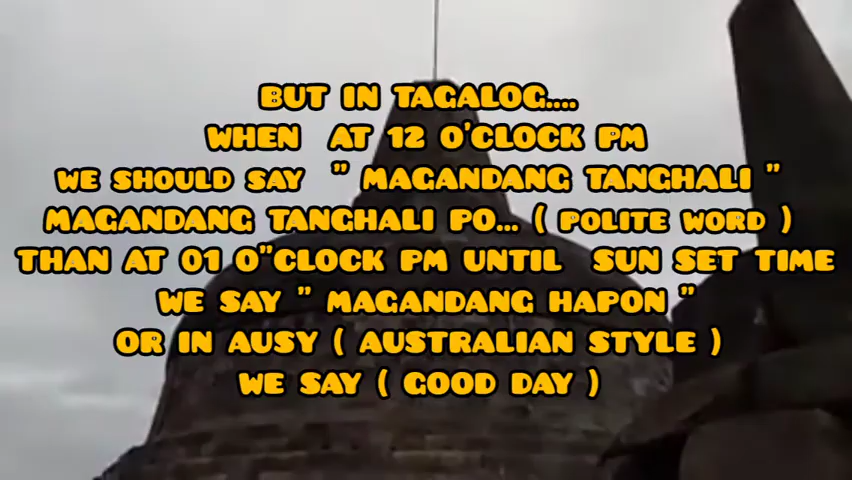 BUT IN TAGALOG....
WHEN AT 12 O'CLOCK PM
WE SHOULD SAY " MAGANDANG TANGHALI "
MAGANDANG TANGHALI PO... ( POLITE WORD )
THAN AT 01 O"CLOCK PM UNTIL SUN SET TIME
WE SAY " MAGANDANG HAPON "
OR IN AUSY ( AUSTRALIAN STYLE )
WE SAY ( GOOD DAY )